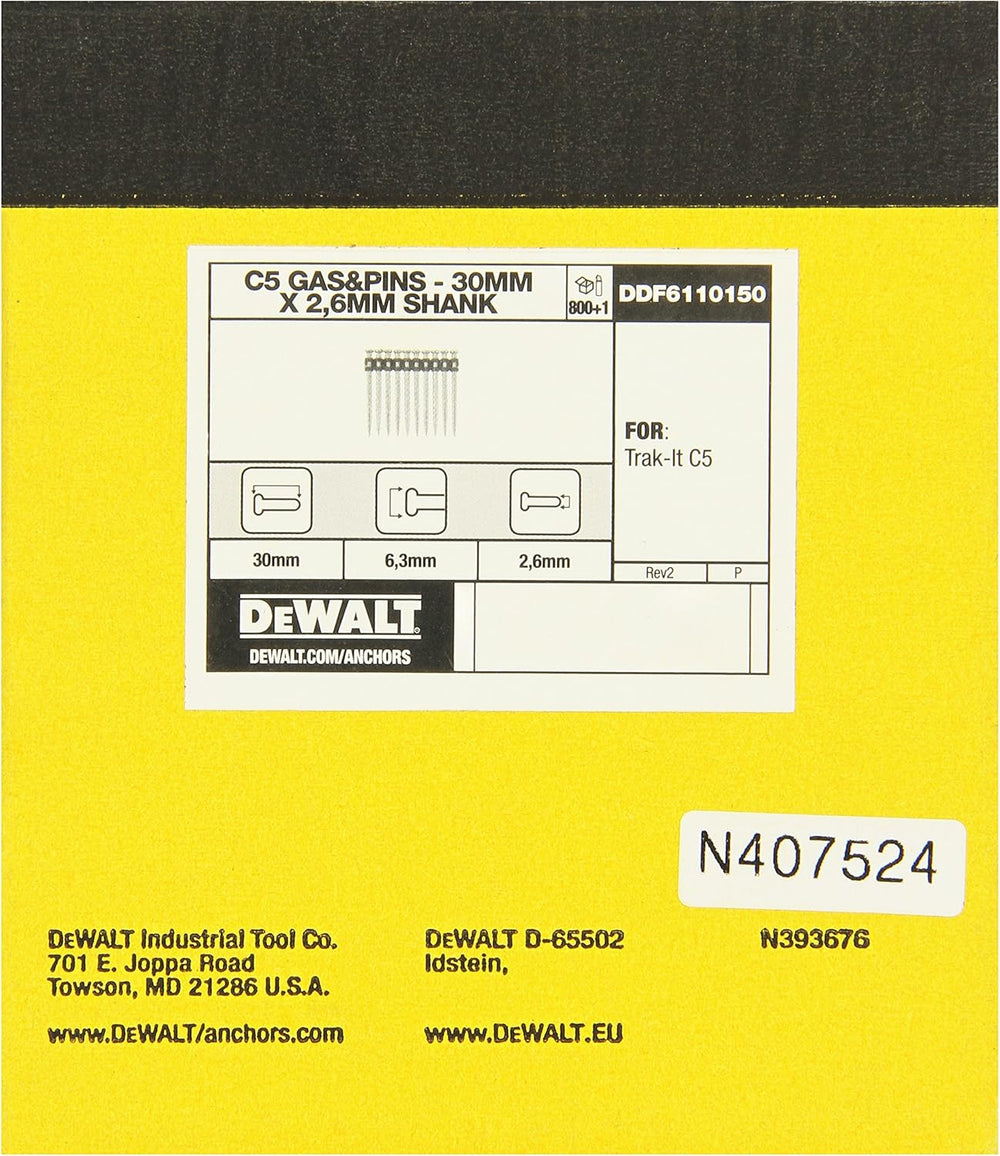 C5 GAS&PINS - 30MM
X 2,6MM SHANK
800+1
DDF6110150
FOR:
Trak-It C5
30mm
6,3mm
2,6mm
Rev2
P
DEWALT
DEWALT.COM/ANCHORS
N407524
DEWALT Industrial Tool Co.
701 E. Joppa Road
Towson, MD 21286 U.S.A.
www.DEWALT/anchors.com
DEWALT D-65502
Idstein,
www.DEWALT.EU
N393676